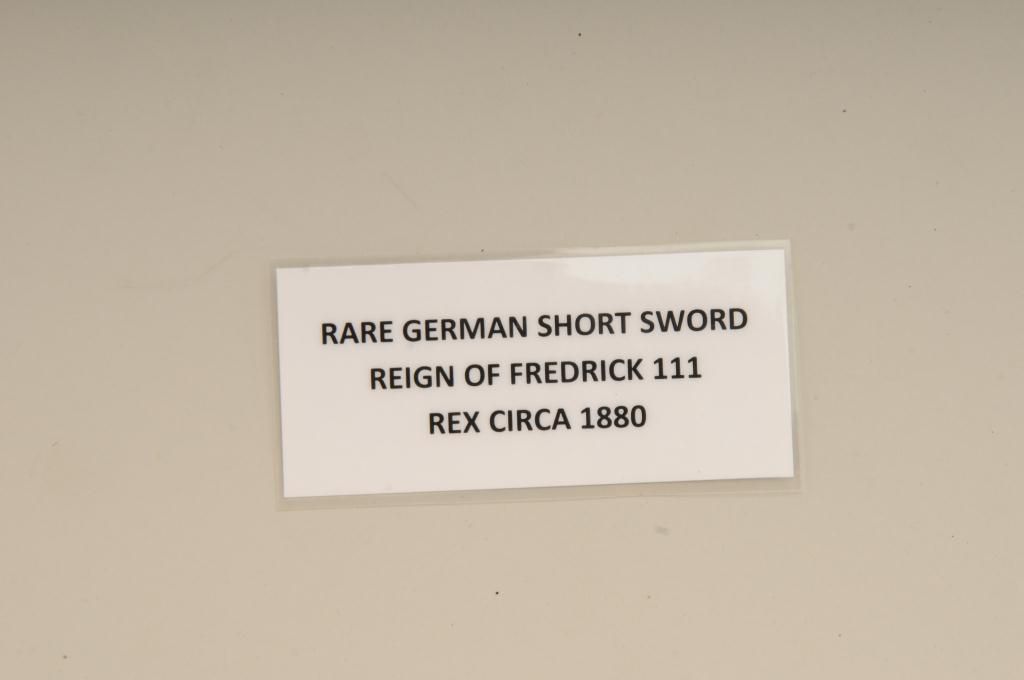 RARE GERMAN SHORT SWORD
REIGN OF FREDRICK 111
REX CIRCA 1880